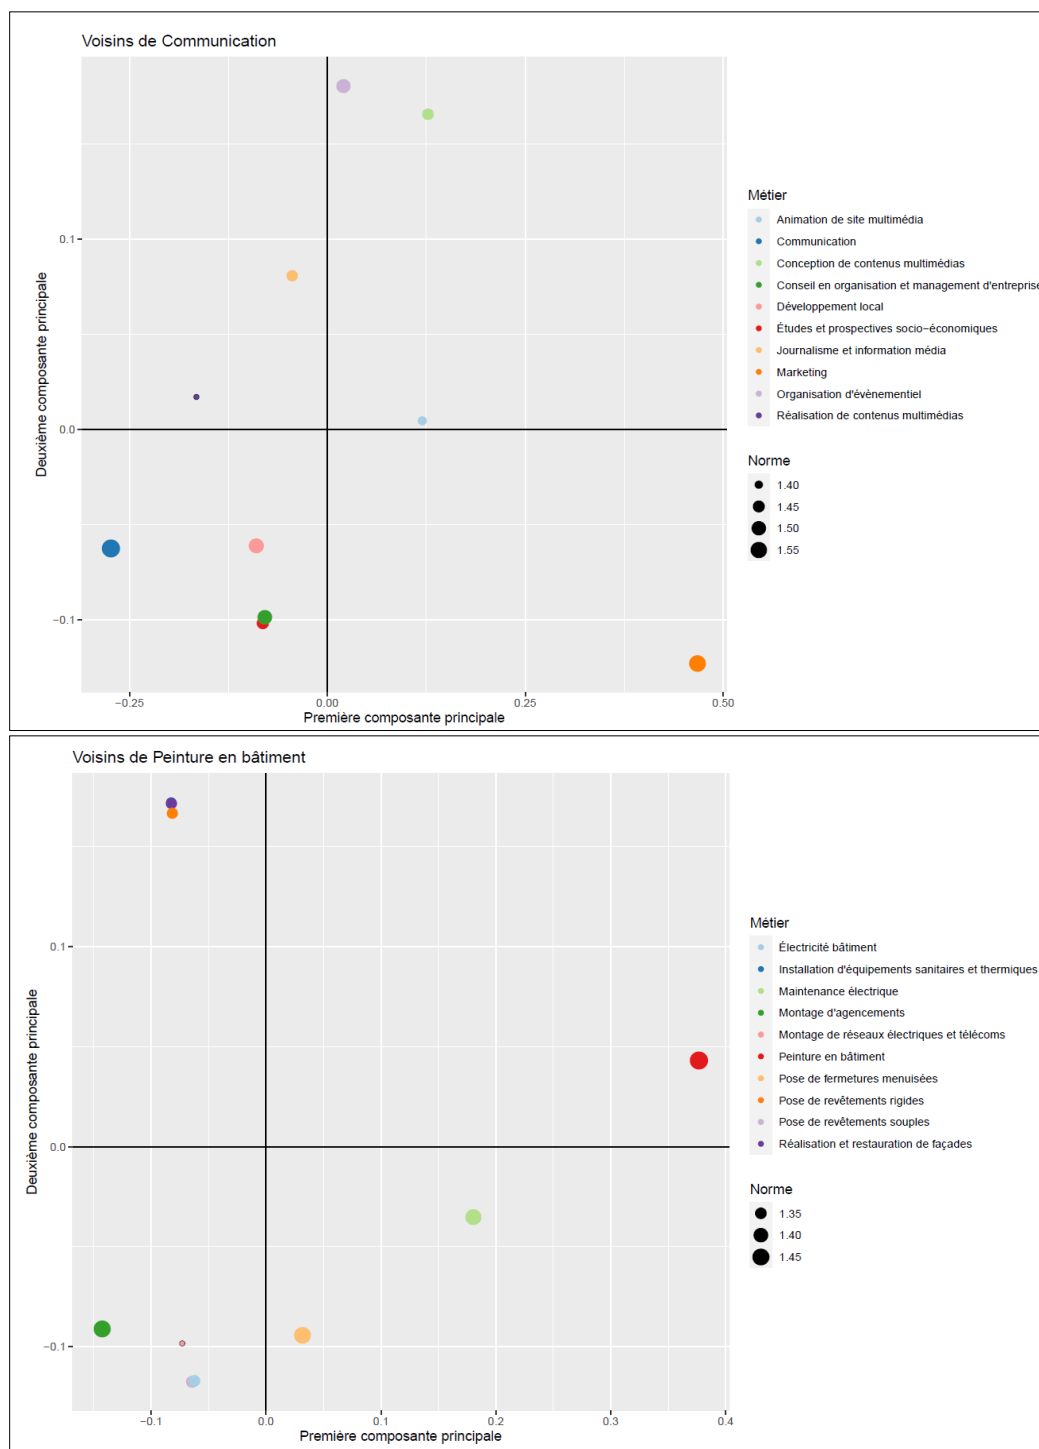 Voisins de Communication
Deuxième composante principale
0.1
0.0
−0.1
−0.25
0.00
0.25
0.50
Première composante principale
Métier
Animation de site multimédia
Communication
Conception de contenus multimédias
Conseil en organisation et management d'entreprise
Développement local
Études et prospectives socio−économiques
Journalisme et information média
Marketing
Organisation d'évènementiel
Réalisation de contenus multimédias
Norme
1.40
1.45
1.50
1.55
Voisins de Peinture en bâtiment
Deuxième composante principale
0.1
0.0
−0.1
−0.1
0.0
0.1
0.2
0.3
0.4
Première composante principale
Métier
Électricité bâtiment
Installation d'équipements sanitaires et thermiques
Maintenance électrique
Montage d'agencements
Montage de réseaux électriques et télécoms
Peinture en bâtiment
Pose de fermetures menuisées
Pose de revêtements rigides
Pose de revêtements souples
Réalisation et restauration de façades
Norme
1.35
1.40
1.45